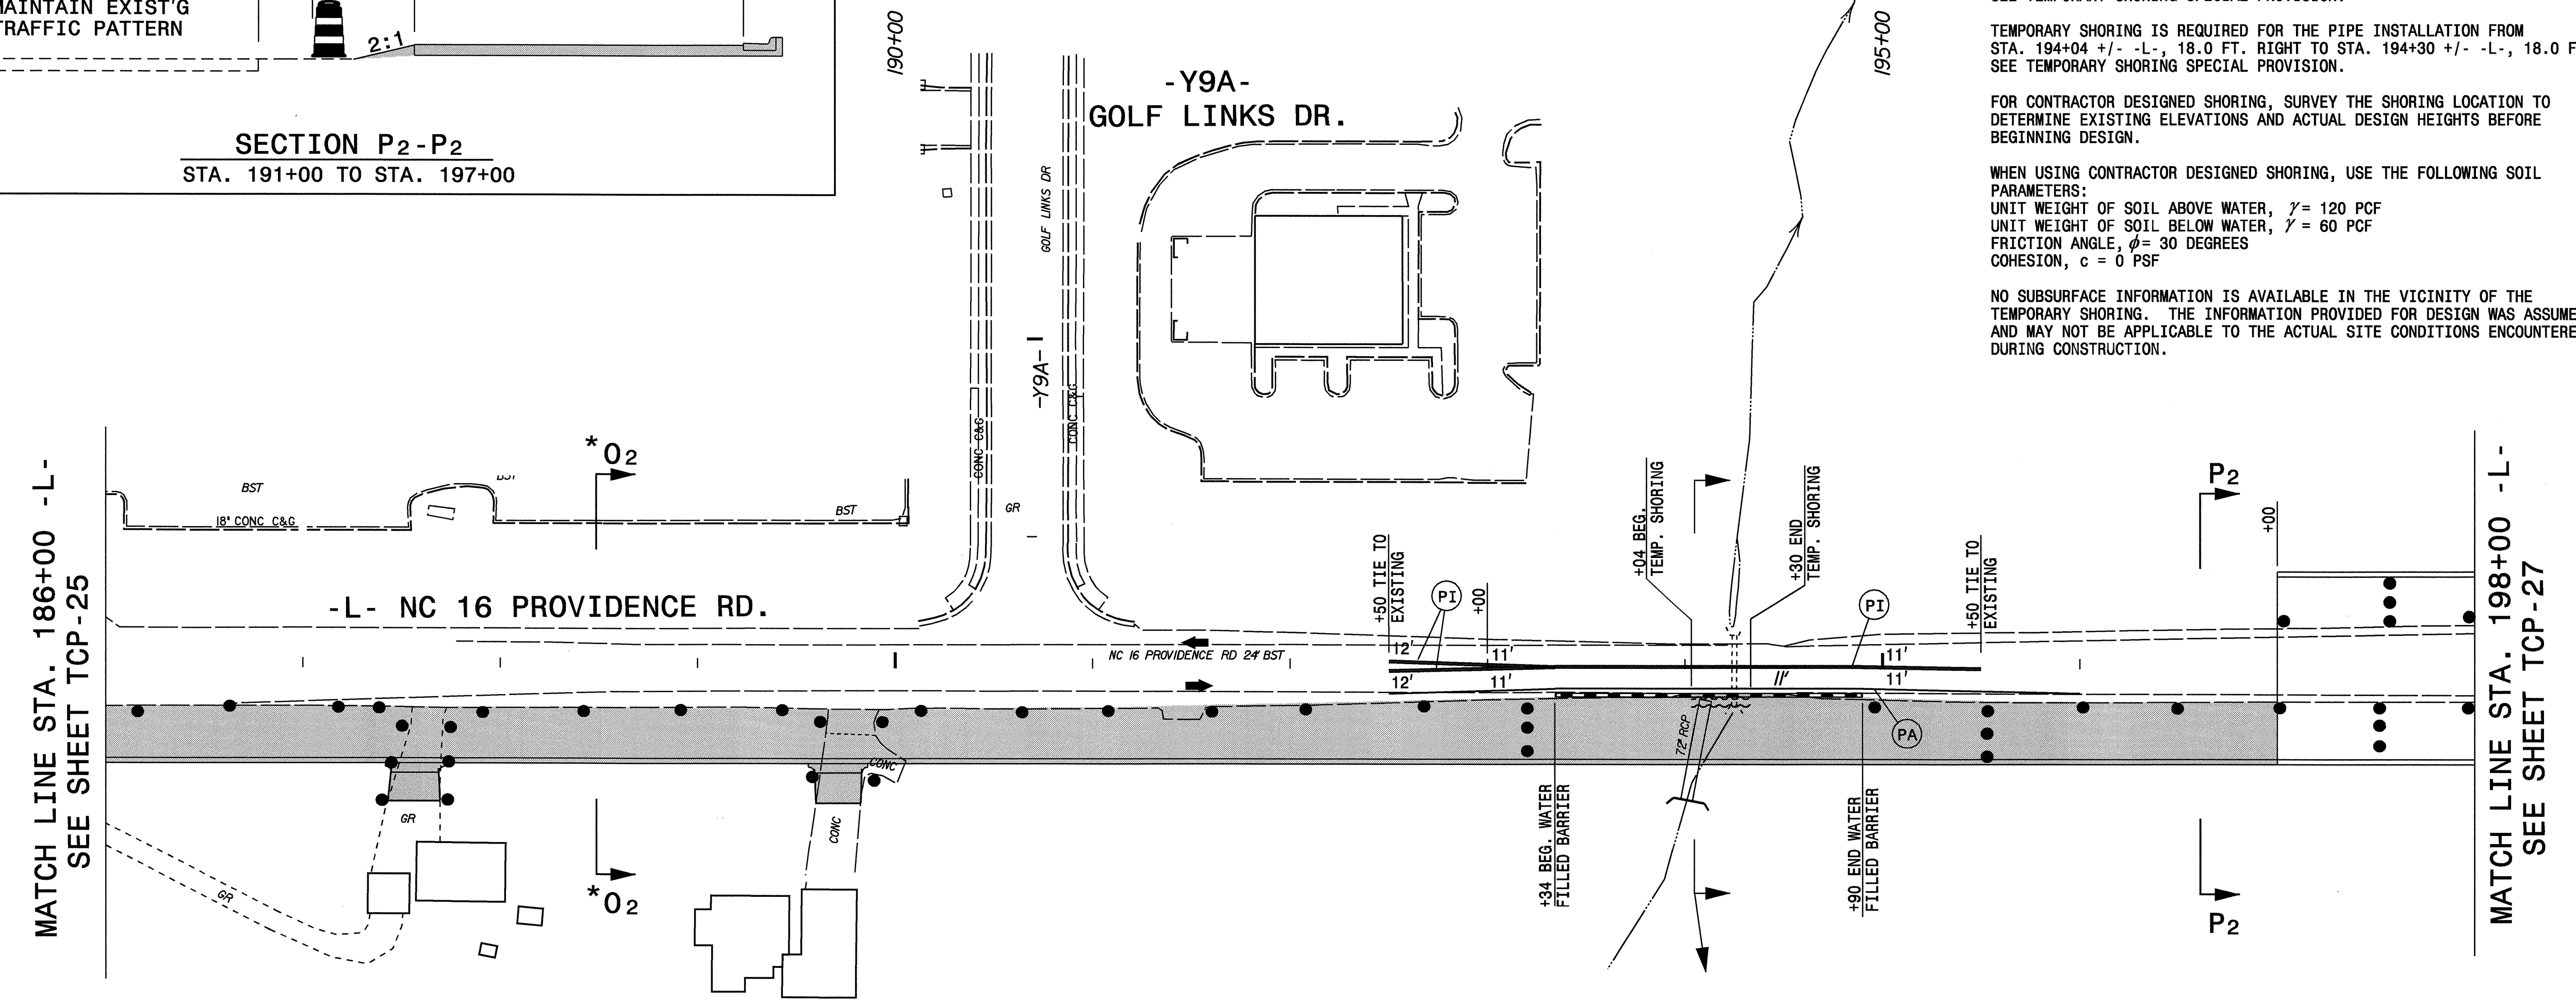 MAINTAIN EXIST'G
TRAFFIC PATTERN
2:1
SECTION P2-P2
STA. 191+00 TO STA. 197+00
190+00
195+00
-Y9A-
GOLF LINKS DR.
GOLF LINKS DR
-Y9A-
CONC C&G
CONC C&G
GR
SEE TEMPORARY SHORING SPECIAL PROVISION.
TEMPORARY SHORING IS REQUIRED FOR THE PIPE INSTALLATION FROM
STA. 194+04 +/- -L-, 18.0 FT. RIGHT TO STA. 194+30 +/- -L-, 18.0 F
SEE TEMPORARY SHORING SPECIAL PROVISION.
FOR CONTRACTOR DESIGNED SHORING, SURVEY THE SHORING LOCATION TO
DETERMINE EXISTING ELEVATIONS AND ACTUAL DESIGN HEIGHTS BEFORE
BEGINNING DESIGN.
WHEN USING CONTRACTOR DESIGNED SHORING, USE THE FOLLOWING SOIL
PARAMETERS:
UNIT WEIGHT OF SOIL ABOVE WATER, γ = 120 PCF
UNIT WEIGHT OF SOIL BELOW WATER, γ = 60 PCF
FRICTION ANGLE, ϕ = 30 DEGREES
COHESION, c = 0 PSF
NO SUBSURFACE INFORMATION IS AVAILABLE IN THE VICINITY OF THE
TEMPORARY SHORING. THE INFORMATION PROVIDED FOR DESIGN WAS ASSUME
AND MAY NOT BE APPLICABLE TO THE ACTUAL SITE CONDITIONS ENCOUNTERE
DURING CONSTRUCTION.
MATCH LINE STA. 186+00 -L-
SEE SHEET TCP-25
BST
18" CONC C&G
*O2
BST
BST
-L- NC 16 PROVIDENCE RD.
NC 16 PROVIDENCE RD 24' BST
+50 TIE TO
EXISTING
PI
+00
+04 BEG.
TEMP. SHORING
+30 END
TEMP. SHORING
PI
+50 TIE TO
EXISTING
P2
+00
12'
11'
11'
12'
11'
11'
11'
72" RCP
PA
+34 BEG. WATER
FILLED BARRIER
+90 END WATER
FILLED BARRIER
GR
GR
*O2
CONC
CONC
P2
MATCH LINE STA. 198+00 -L-
SEE SHEET TCP-27